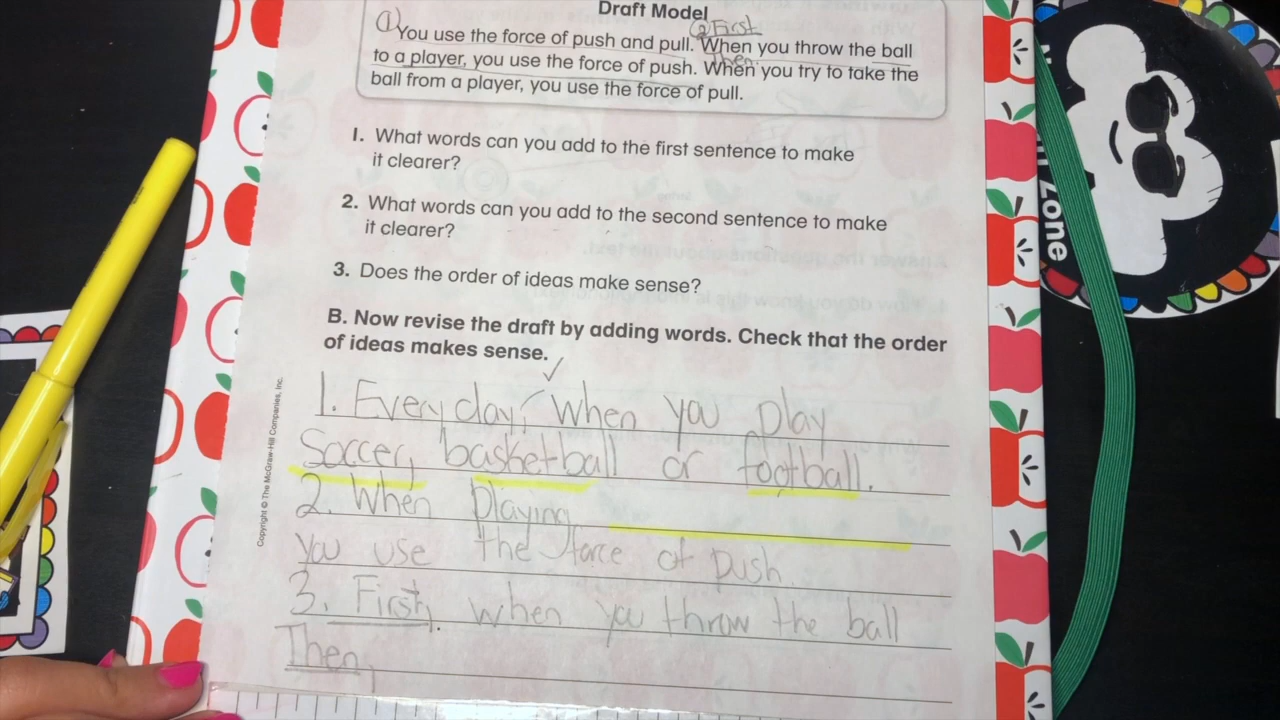 Draft Model
① ② First
You use the force of push and pull. When you throw the ball
Then
to a player, you use the force of push. When you try to take the
ball from a player, you use the force of pull.
1. What words can you add to the first sentence to make
it clearer?
2. What words can you add to the second sentence to make
it clearer?
3. Does the order of ideas make sense?
B. Now revise the draft by adding words. Check that the order
of ideas makes sense.
1. Every day, when you play
Soccer, basketball or football.
2. When playing
you use the force of push.
3. First, when you throw the ball
Then,
Copyright © The McGraw-Hill Companies, Inc.
Zone